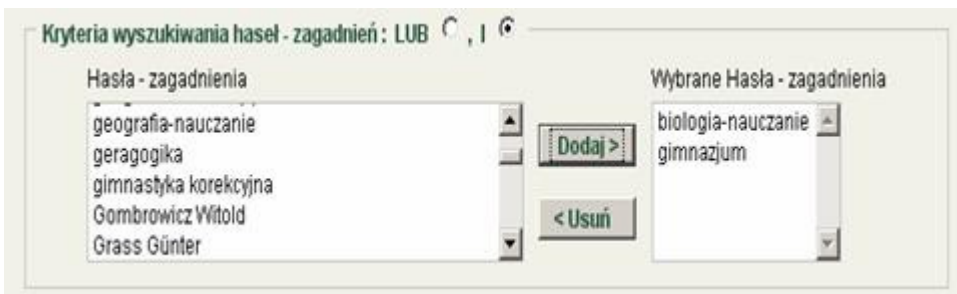 Kryteria wyszukiwania haseł - zagadnień : LUB , I
Hasła - zagadnienia
geografia-nauczanie
geragogika
gimnastyka korekcyjna
Gombrowicz Witold
Grass Günter
Dodaj >
< Usuń
Wybrane Hasła - zagadnienia
biologia-nauczanie
gimnazjum